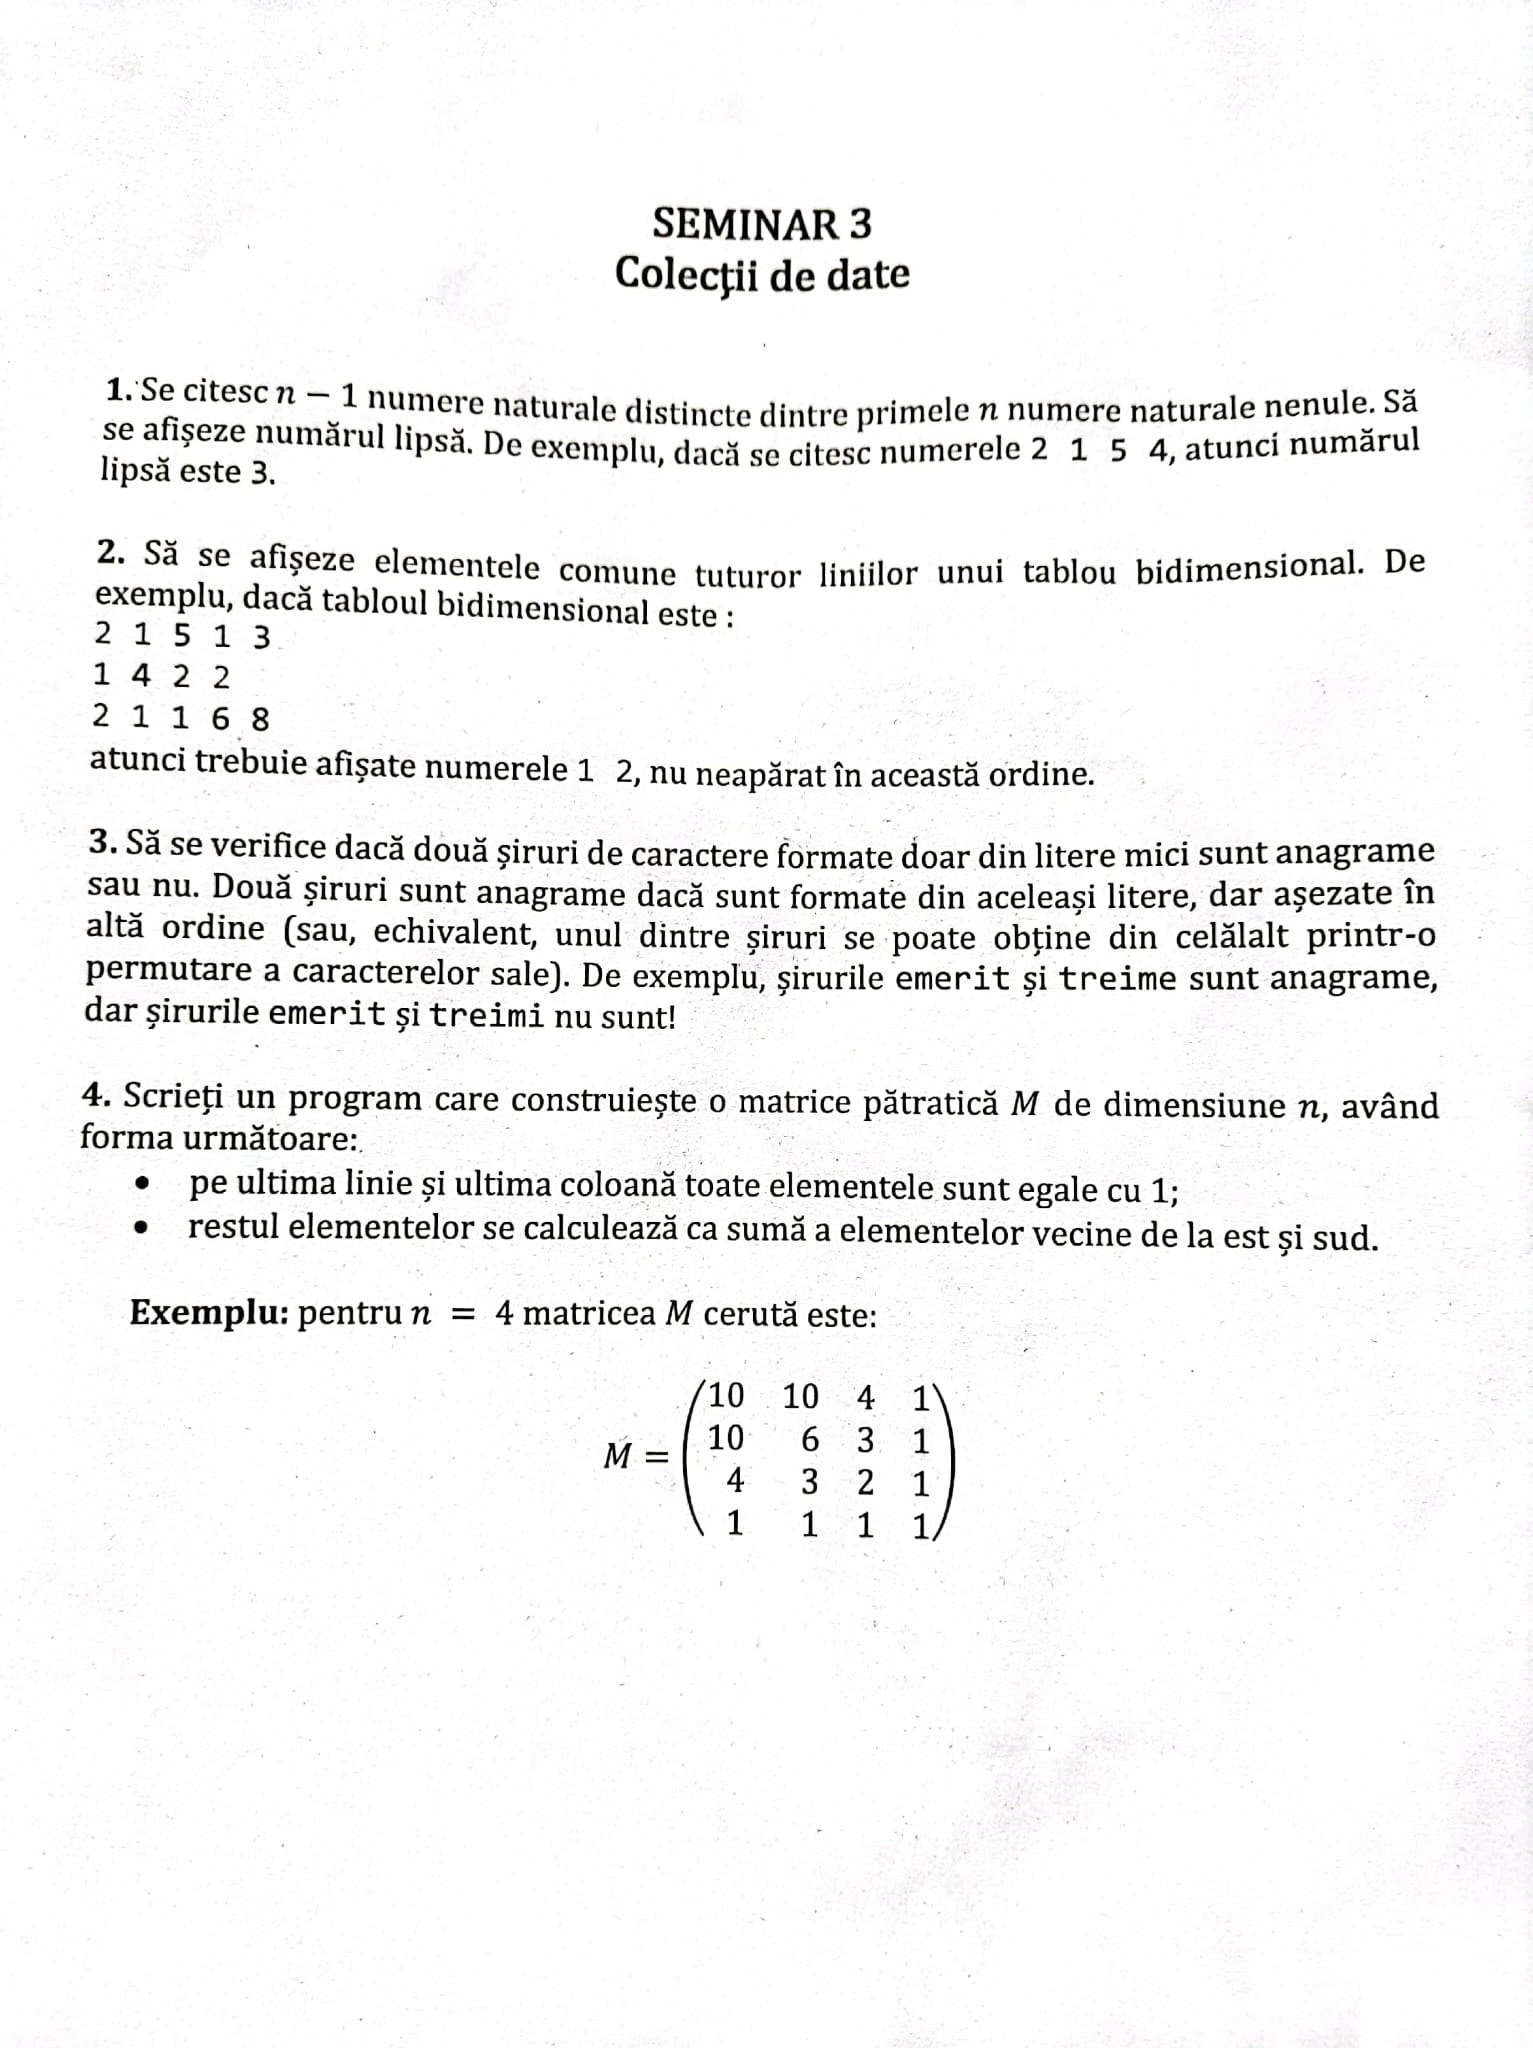 SEMINAR 3
Colecţii de date
1. Se citesc n − 1 numere naturale distincte dintre primele n numere naturale nenule. Să
se afișeze numărul lipsă. De exemplu, dacă se citesc numerele 2 1 5 4, atunci numărul
lipsă este 3.
2. Să se afișeze elementele comune tuturor liniilor unui tablou bidimensional. De
exemplu, dacă tabloul bidimensional este :
2 1 5 1 3
1 4 2 2
2 1 1 6 8
atunci trebuie afișate numerele 1 2, nu neapărat în această ordine.
3. Să se verifice dacă două șiruri de caractere formate doar din litere mici sunt anagrame
sau nu. Două șiruri sunt anagrame dacă sunt formate din aceleași litere, dar așezate în
altă ordine (sau, echivalent, unul dintre șiruri se poate obține din celălalt printr-o
permutare a caracterelor sale). De exemplu, șirurile emerit și treime sunt anagrame,
dar șirurile emerit și treimi nu sunt!
4. Scrieți un program care construiește o matrice pătratică M de dimensiune n, având
forma următoare:
• pe ultima linie și ultima coloană toate elementele sunt egale cu 1;
• restul elementelor se calculează ca sumă a elementelor vecine de la est și sud.
Exemplu: pentru n = 4 matricea M cerută este:
10 10 4 1
10 6 3 1
M =
4 3 2 1
1 1 1 1